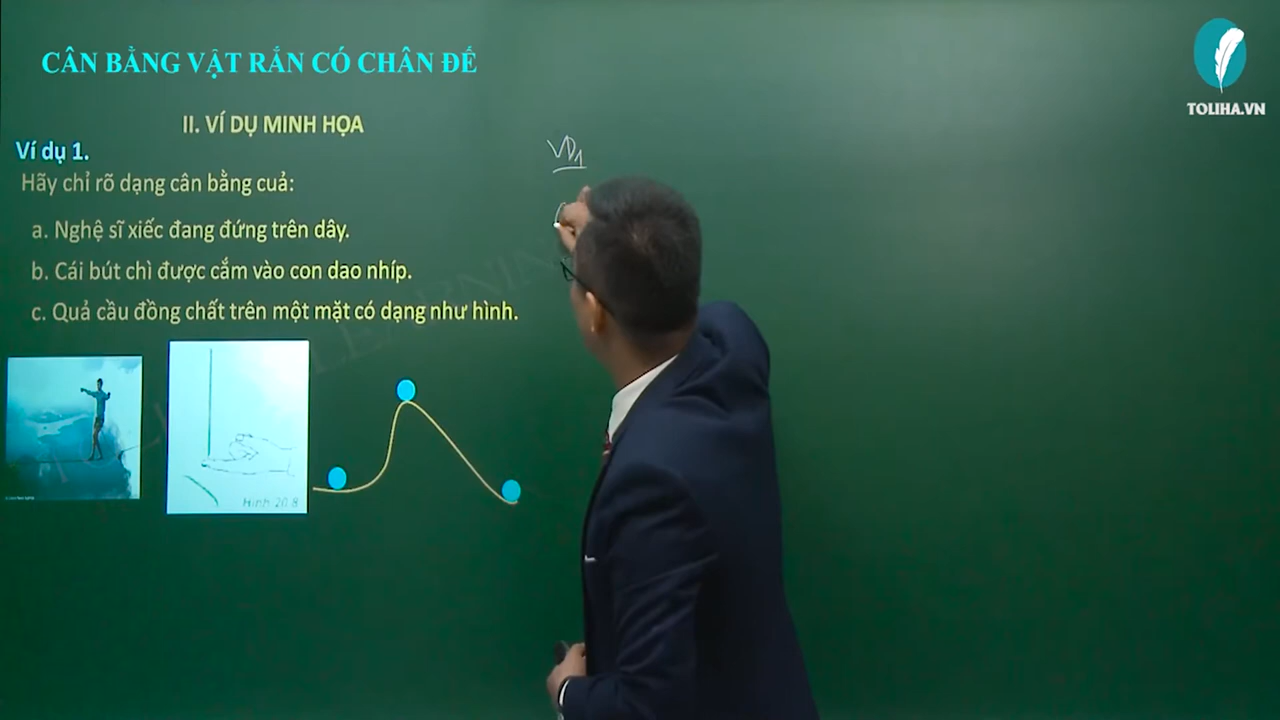 CÂN BẰNG VẬT RẮN CÓ CHÂN ĐẾ
TOLIHA.VN
II. VÍ DỤ MINH HỌA
Ví dụ 1.
VD1
Hãy chỉ rõ dạng cân bằng cuả:
a. Nghệ sĩ xiếc đang đứng trên dây.
b. Cái bút chì được cắm vào con dao nhíp.
c. Quả cầu đồng chất trên một mặt có dạng như hình.
Hình 20.8